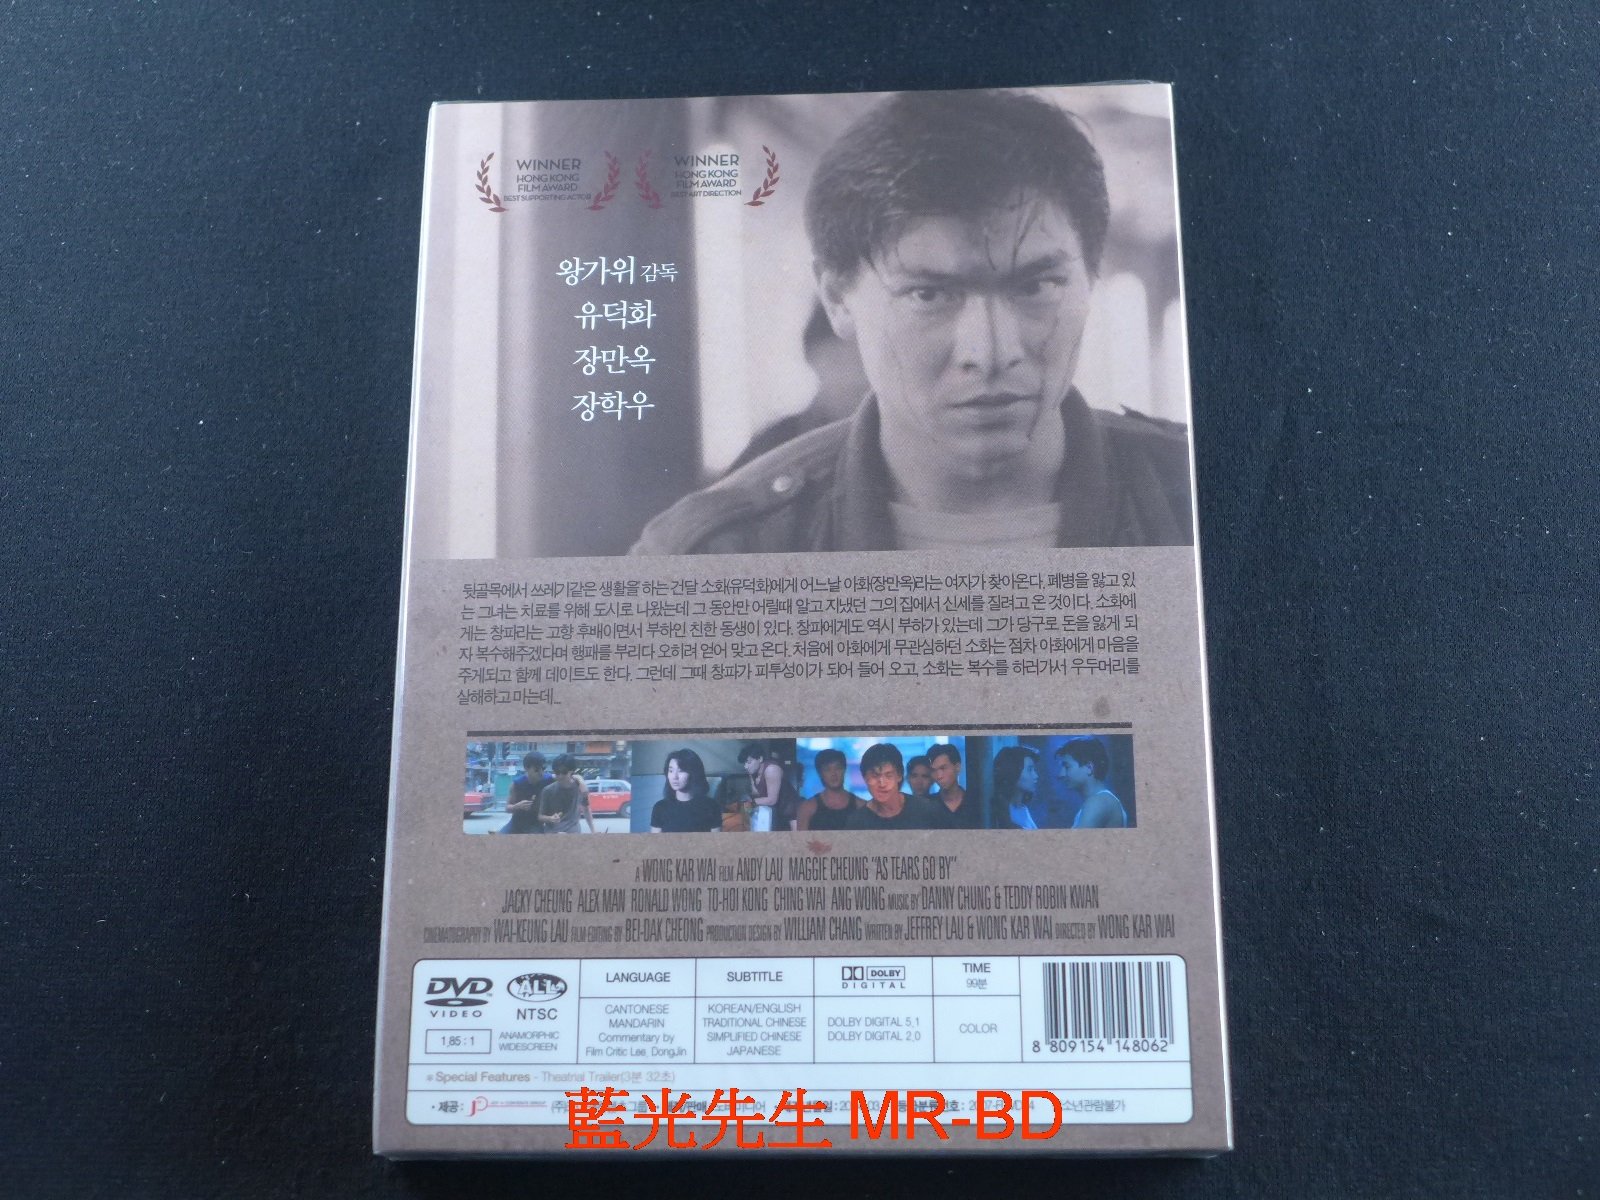 WINNER
HONG KONG
FILM AWARD
BEST SUPPORTING ACTOR
WINNER
HONG KONG
FILM AWARD
BEST ART DIRECTION
왕가위 감독
유덕화
장만옥
장학우
뒷골목에서 쓰레기같은 생활을 하는 건달 소화(유덕화)에게 어느날 아화(장만옥)라는 여자가 찾아온다. 폐병을 앓고 있
는 그녀는 치료를 위해 도시로 나왔는데 그 동안만 어릴때 알고 지냈던 그의 집에서 신세를 질려고 온 것이다. 소화에
게는 창파라는 고향 후배이면서 부하인 친한 동생이 있다. 창파에게도 역시 부하가 있는데 그가 당구로 돈을 잃게 되
자 복수해주겠다며 행패를 부리다 오히려 얻어 맞고 온다. 처음에 아화에게 무관심하던 소화는 점차 아화에게 마음을
주게되고 함께 데이트도 한다. 그런데 그때 창파가 피투성이가 되어 들어 오고, 소화는 복수를 하러가서 우두머리를
살해하고 마는데...
A WONG KAR WAI FILM ANDY LAU MAGGIE CHEUNG "AS TEARS GO BY"
JACKY CHEUNG ALEX MAN RONALD WONG TO-HOI KONG CHING WAI ANG WONG MUSIC BY DANNY CHUNG & TEDDY ROBIN KWAN
CINEMATOGRAPHY BY WAI-KEUNG LAU FILM EDITING BY BEI-DAK CHEONG PRODUCTION DESIGN BY WILLIAM CHANG WRITTEN BY JEFFREY LAU & WONG KAR WAI DIRECTED BY WONG KAR WAI
DVD
VIDEO
ALL
NTSC
1.85 : 1
ANAMORPHIC
WIDESCREEN
LANGUAGE
CANTONESE
MANDARIN
Commentary by
Film Critic Lee, DongJin
SUBTITLE
KOREAN/ENGLISH
TRADITIONAL CHINESE
SIMPLIFIED CHINESE
JAPANESE
DOLBY
DIGITAL
DOLBY DIGITAL 5.1
DOLBY DIGITAL 2.0
TIME
99분
COLOR
8 809154 148062
* Special Features - Theatrial Trailer(3분 32초)
• 제공 :
藍光先生 MR-BD